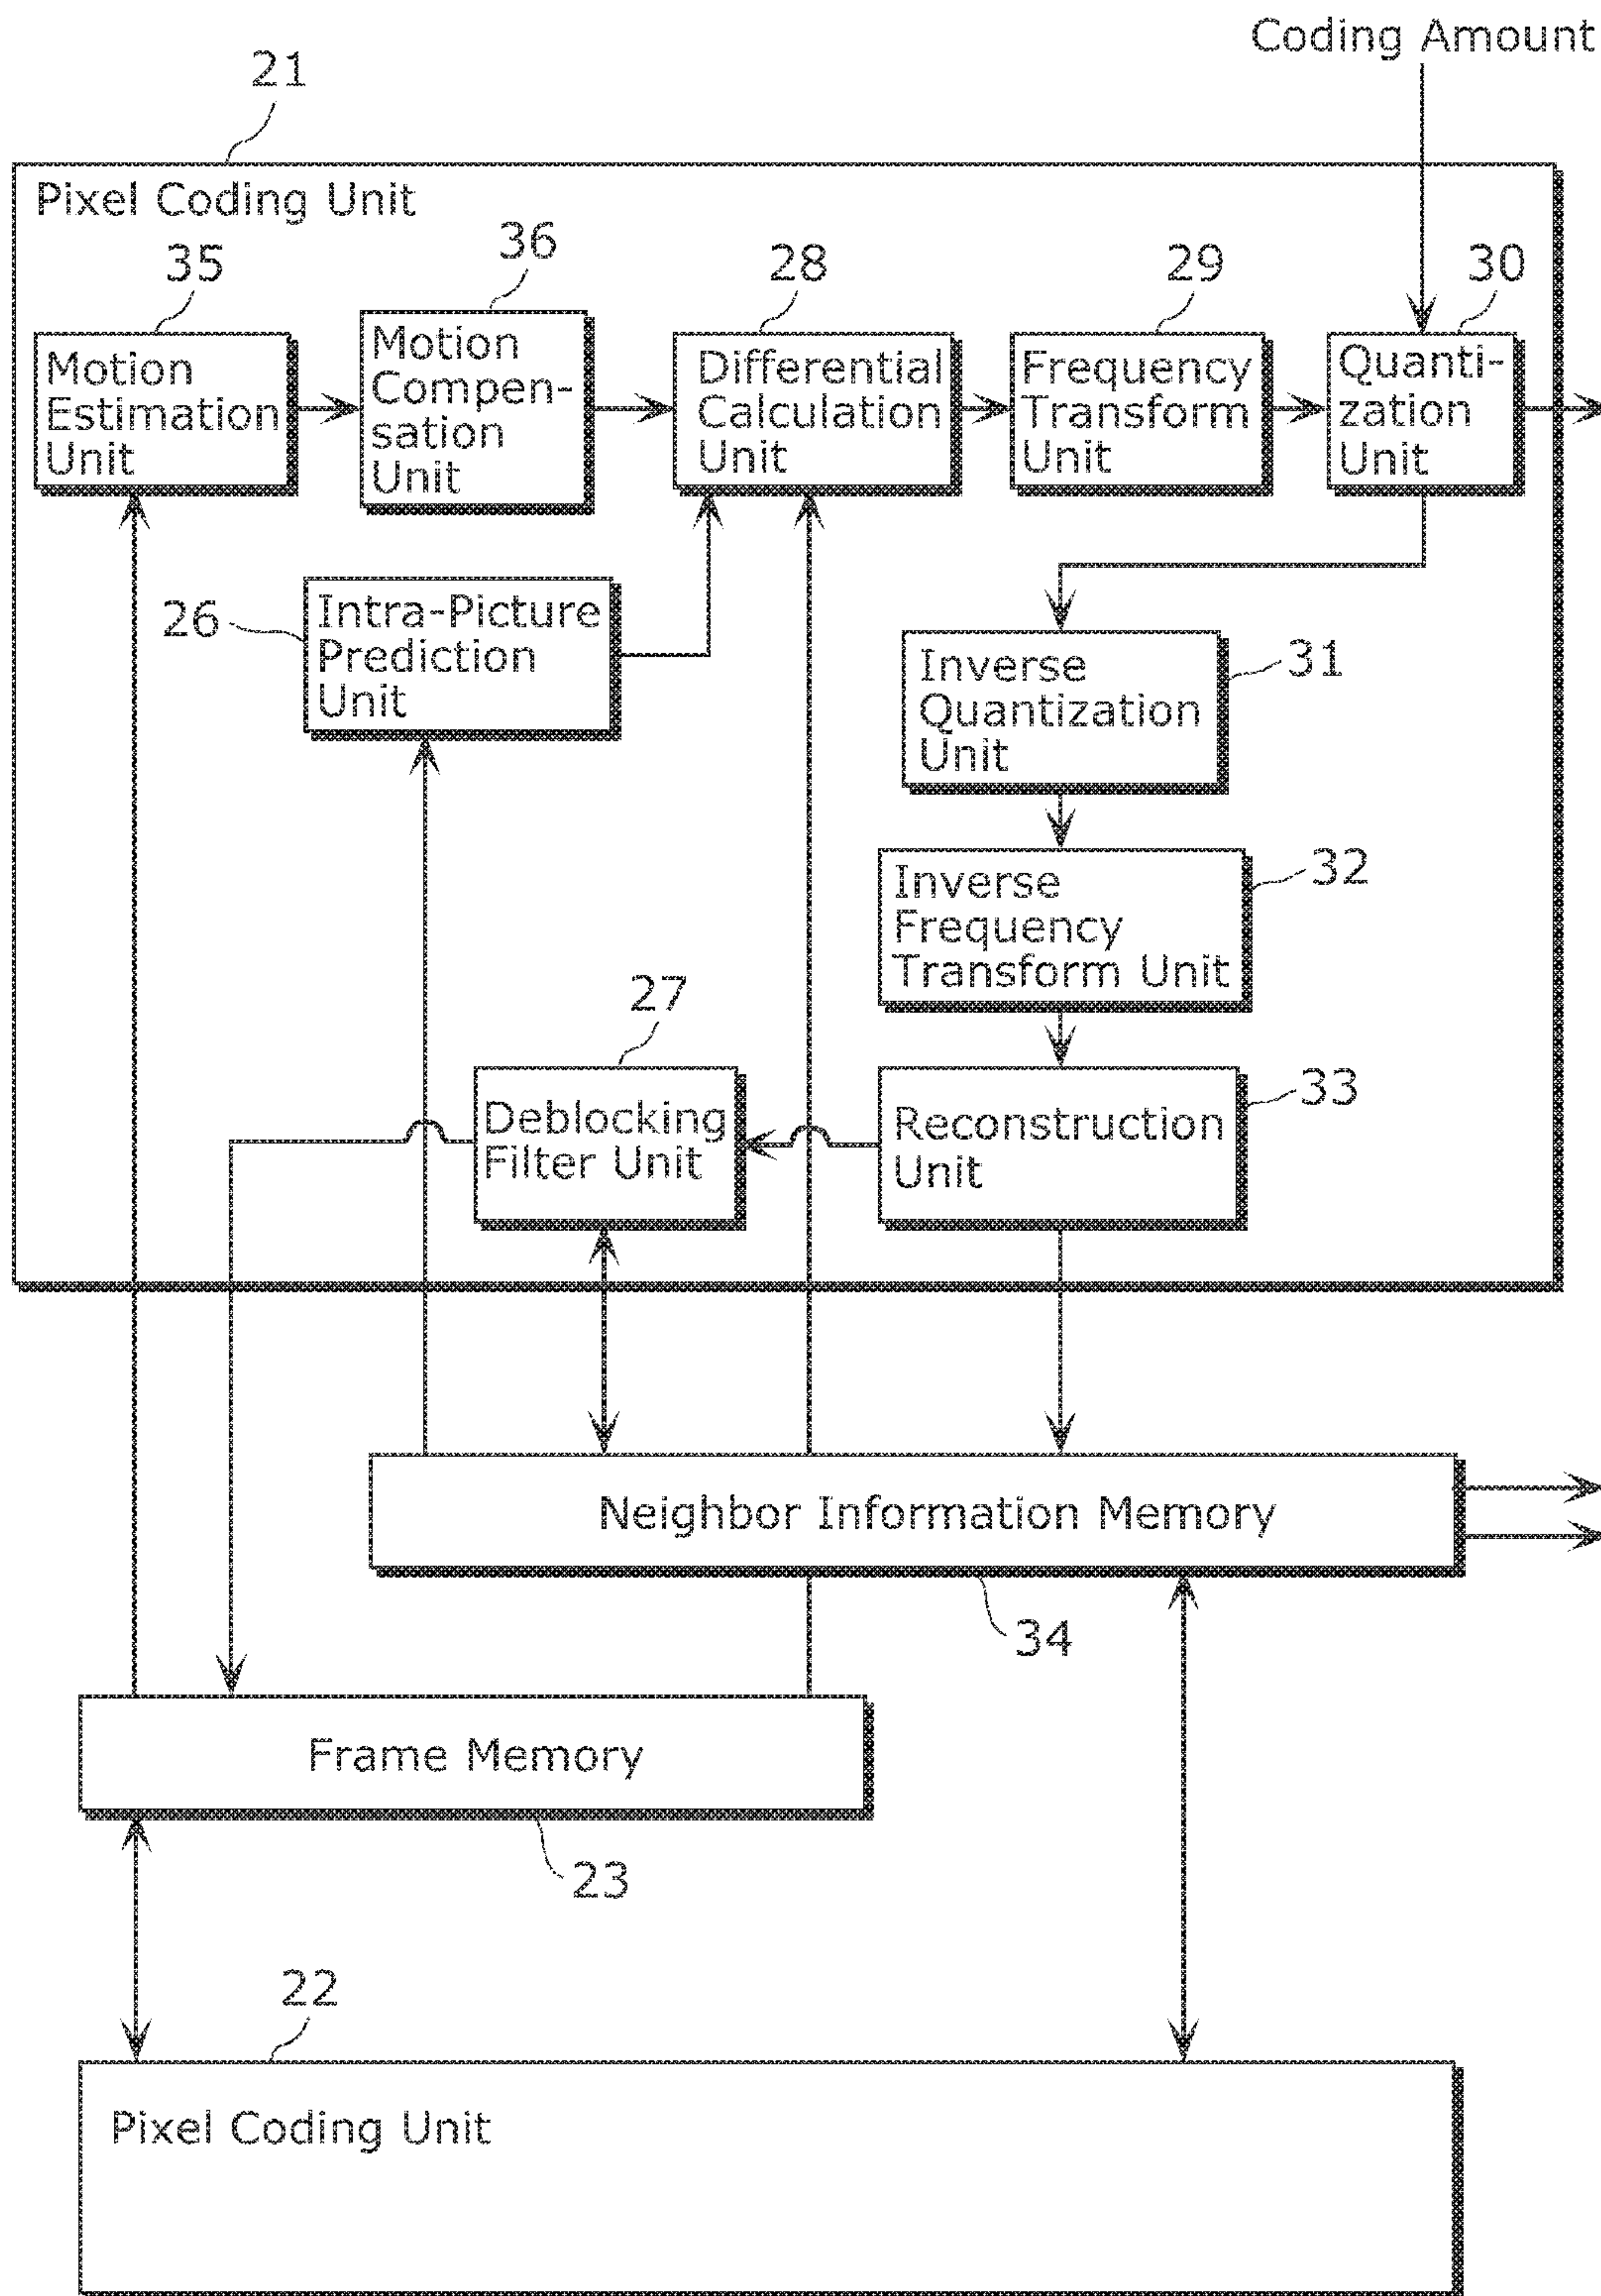 Coding Amount
21
Pixel Coding Unit
35
36
28
29
30
Motion
Estimation
Unit
Motion
Compen-
sation
Unit
Differential
Calculation
Unit
Frequency
Transform
Unit
Quanti-
zation
Unit
26
Intra-Picture
Prediction
Unit
Inverse
Quantization
Unit
31
Inverse
Frequency
Transform Unit
32
27
Deblocking
Filter Unit
Reconstruction
Unit
33
Neighbor Information Memory
34
Frame Memory
23
22
Pixel Coding Unit